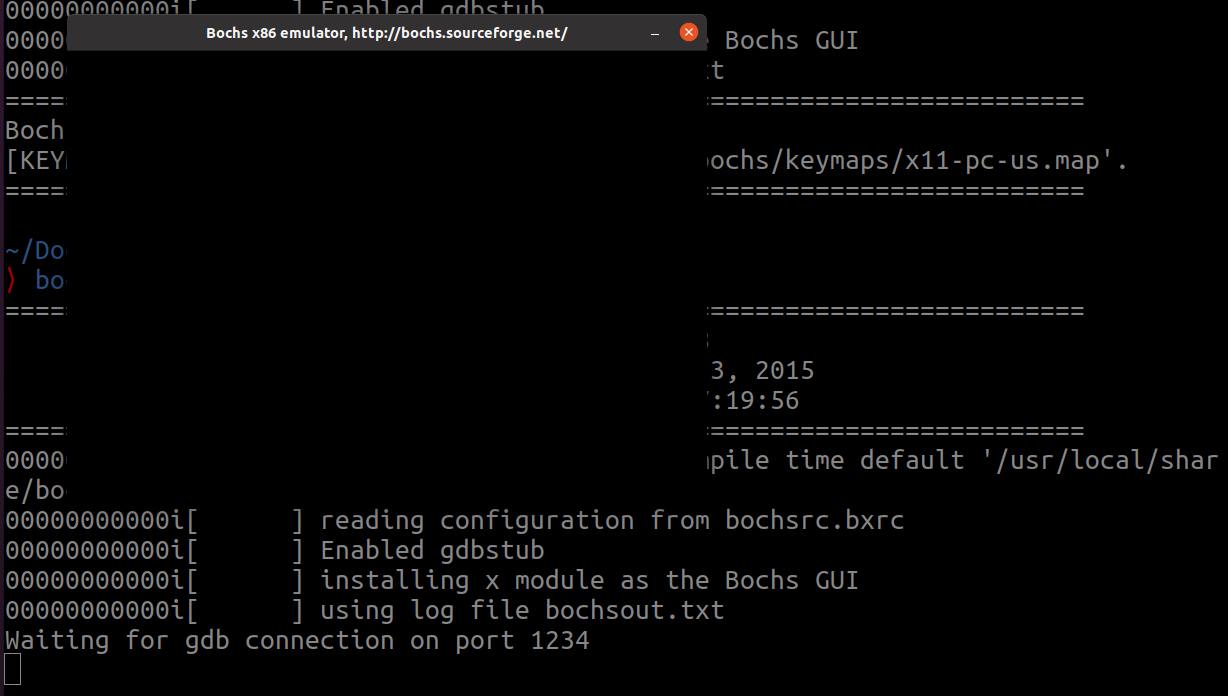 00000000000i[      ] Enabled gdbstub
Bochs x86 emulator, http://bochs.sourceforge.net/
0000 Bochs GUI
0000
=========================
Boch
[KEY ochs/keymaps/x11-pc-us.map'.
=========================
~/Do
⟩ bo
=========================
3, 2015
:19:56
=========================
0000 pile time default '/usr/local/shar
e/bo
00000000000i[      ] reading configuration from bochsrc.bxrc
00000000000i[      ] Enabled gdbstub
00000000000i[      ] installing x module as the Bochs GUI
00000000000i[      ] using log file bochsout.txt
Waiting for gdb connection on port 1234